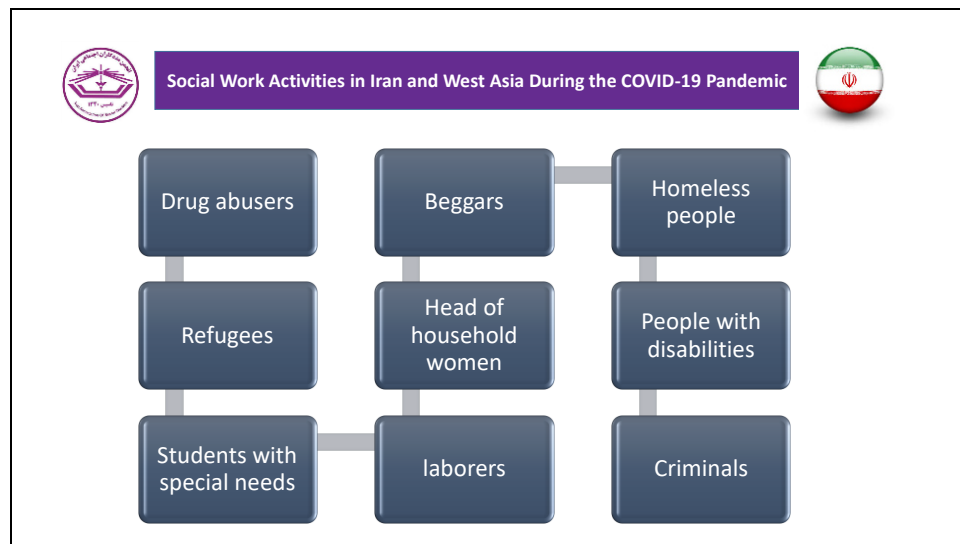 Social Work Activities in Iran and West Asia During the COVID-19 Pandemic
Drug abusers
Refugees
Students with
special needs
laborers
Head of
household
women
Beggars
Homeless
people
People with
disabilities
Criminals